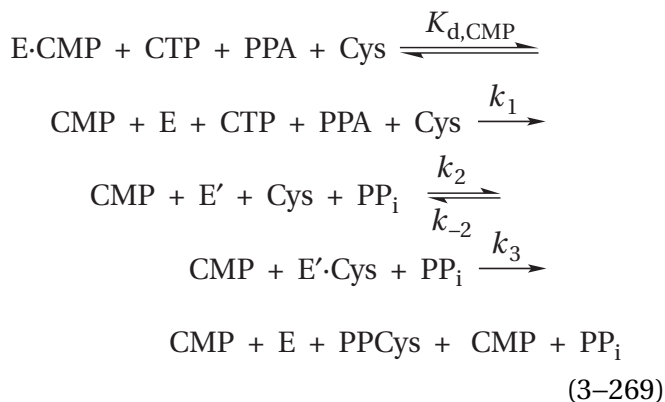 E·CMP + CTP + PPA + Cys ⇌ K_d,CMP
CMP + E + CTP + PPA + Cys → k_1
CMP + E′ + Cys + PP_i ⇌ k_2 k_−2
CMP + E′·Cys + PP_i → k_3
CMP + E + PPCys + CMP + PP_i
(3–269)